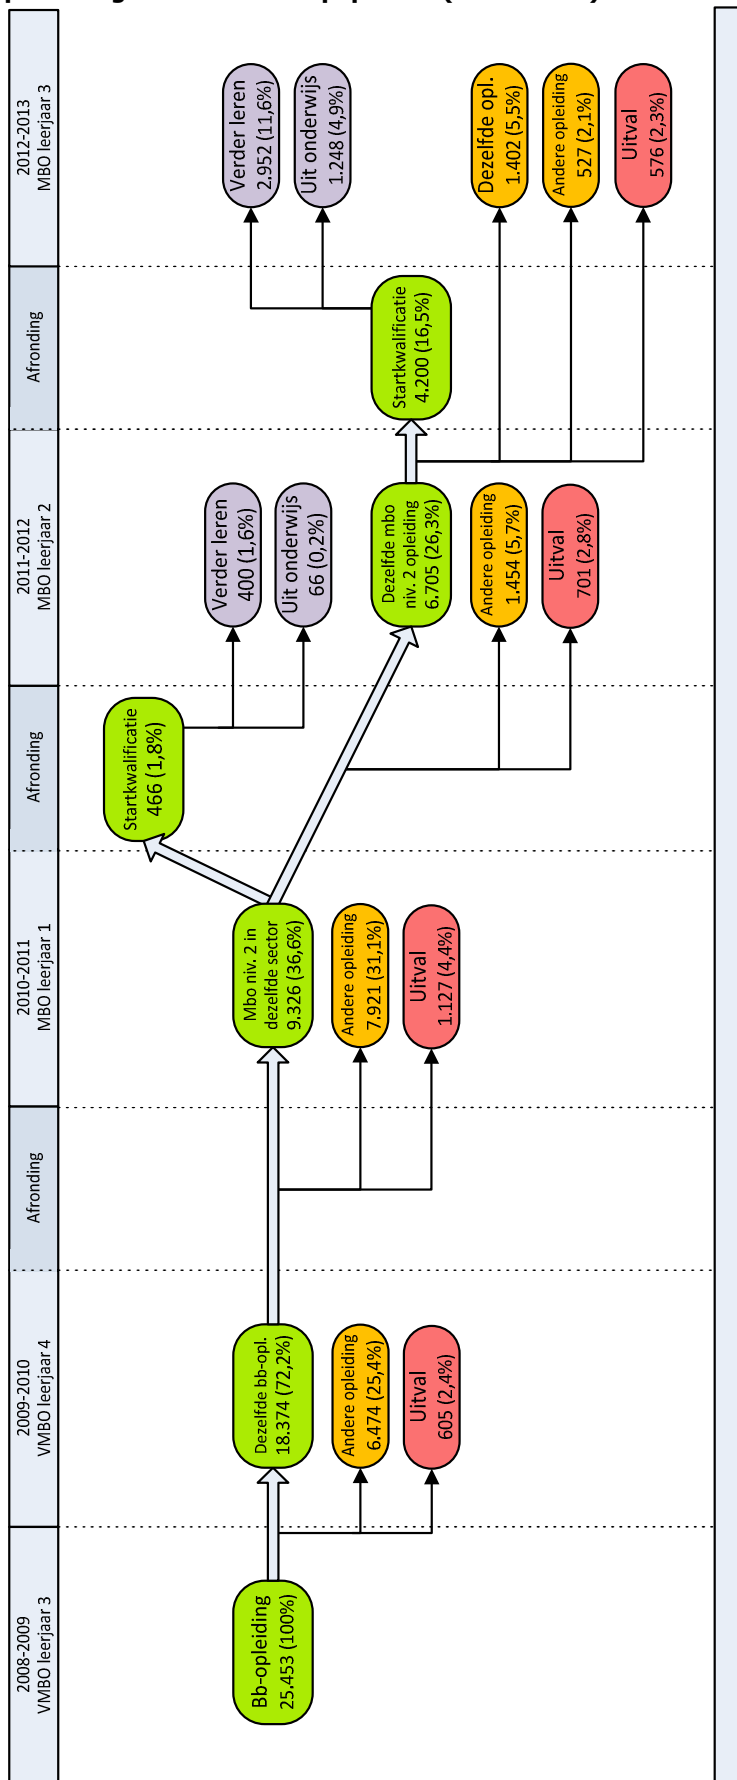 2008-2009
VMBO leerjaar 3
2009-2010
VMBO leerjaar 4
Afronding
2010-2011
MBO leerjaar 1
Afronding
2011-2012
MBO leerjaar 2
Afronding
2012-2013
MBO leerjaar 3
Bb-opleiding
25.453 (100%)
Dezelfde bb-opl.
18.374 (72,2%)
Andere opleiding
6.474 (25,4%)
Uitval
605 (2,4%)
Mbo niv. 2 in
dezelfde sector
9.326 (36,6%)
Andere opleiding
7.921 (31,1%)
Uitval
1.127 (4,4%)
Startkwalificatie
466 (1,8%)
Verder leren
400 (1,6%)
Uit onderwijs
66 (0,2%)
Dezelfde mbo
niv. 2 opleiding
6.705 (26,3%)
Andere opleiding
1.454 (5,7%)
Uitval
701 (2,8%)
Startkwalificatie
4.200 (16,5%)
Verder leren
2.952 (11,6%)
Uit onderwijs
1.248 (4,9%)
Dezelfde opl.
1.402 (5,5%)
Andere opleiding
527 (2,1%)
Uitval
576 (2,3%)